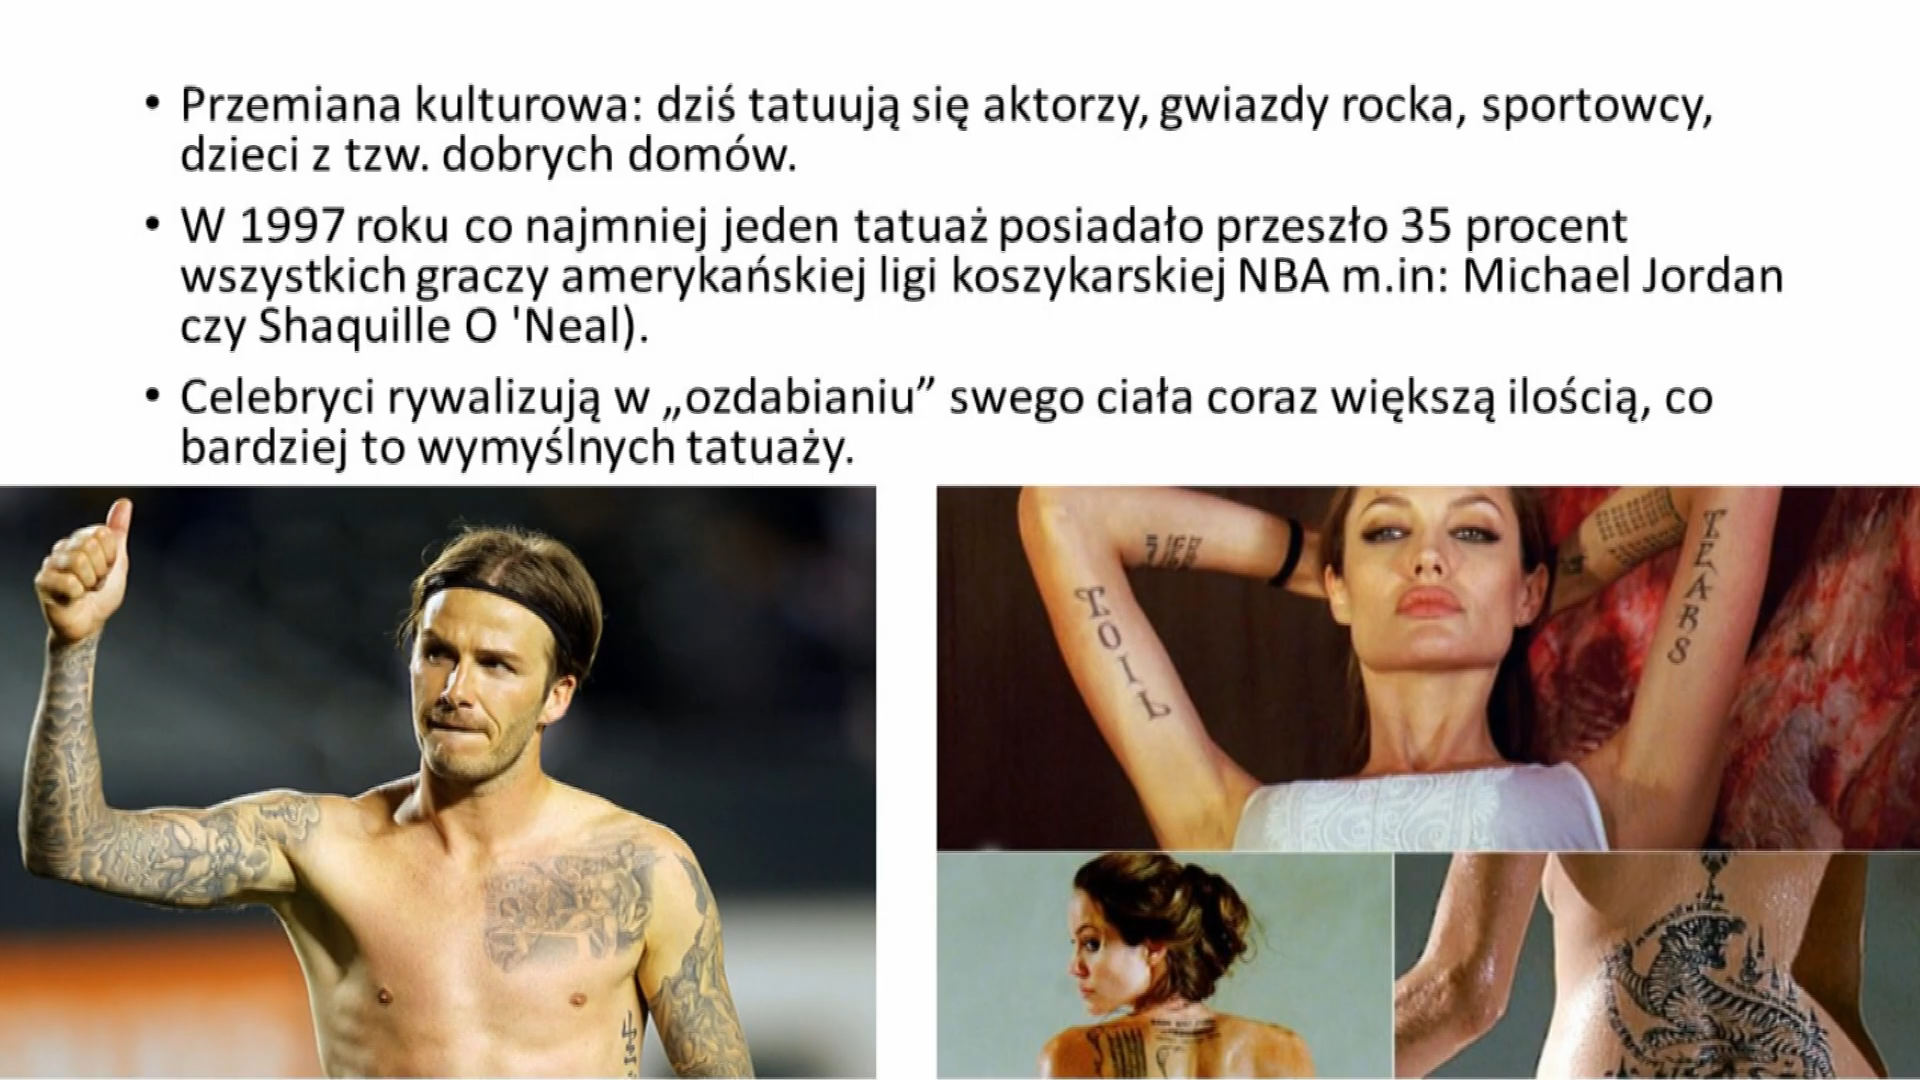 • Przemiana kulturowa: dziś tatuują się aktorzy, gwiazdy rocka, sportowcy,
dzieci z tzw. dobrych domów.
• W 1997 roku co najmniej jeden tatuaż posiadało przeszło 35 procent
wszystkich graczy amerykańskiej ligi koszykarskiej NBA m.in: Michael Jordan
czy Shaquille O 'Neal).
• Celebryci rywalizują w „ozdabianiu” swego ciała coraz większą ilością, co
bardziej to wymyślnych tatuaży.
TOIL
TEARS